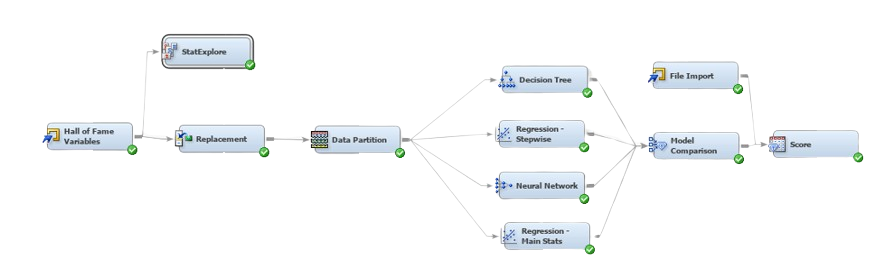 StatExplore
Hall of Fame
Variables
Replacement
Data Partition
Decision Tree
Regression -
Stepwise
Neural Network
Regression -
Main Stats
File Import
Model
Comparison
Score